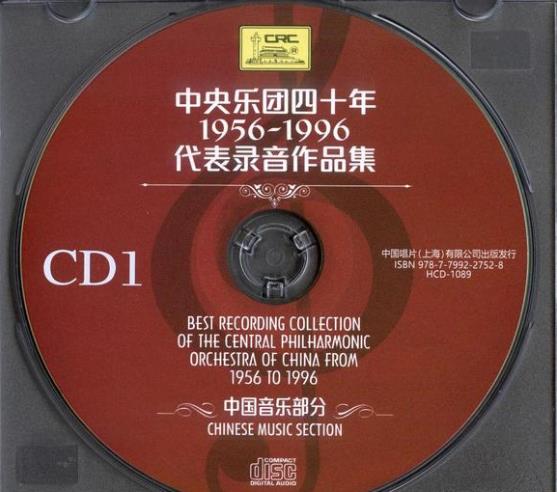 CRC
中央乐团四十年
1956-1996
代表录音作品集
CD1
中国唱片(上海)有限公司出版发行
ISBN 978-7-7992-2752-8
HCD-1089
BEST RECORDING COLLECTION
OF THE CENTRAL PHILHARMONIC
ORCHESTRA OF CHINA FROM
1956 TO 1996
中国音乐部分
CHINESE MUSIC SECTION
COMPACT
disc
DIGITAL AUDIO